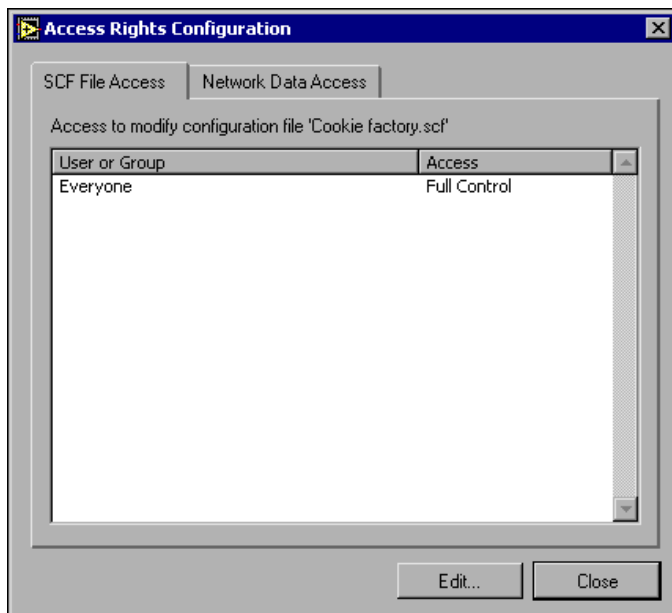 Access Rights Configuration
SCF File Access Network Data Access
Access to modify configuration file 'Cookie factory.scf'
User or Group Access
Everyone Full Control
Edit... Close